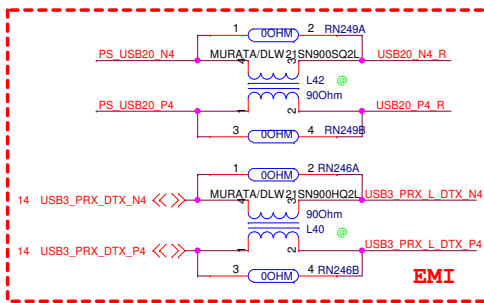 1 0OHM 2 RN249A
PS_USB20_N4 MURATA/DLW21SN900SQ2L USB20_N4_R
4 3
L42 @
90Ohm
PS_USB20_P4 1 2 USB20_P4_R
3 0OHM 4 RN249B
1 0OHM 2 RN246A
14 USB3_PRX_DTX_N4 MURATA/DLW21SN900HQ2L USB3_PRX_L_DTX_N4
4 3
90Ohm
L40 @
14 USB3_PRX_DTX_P4 1 2 USB3_PRX_L_DTX_P4
3 0OHM 4 RN246B
EMI